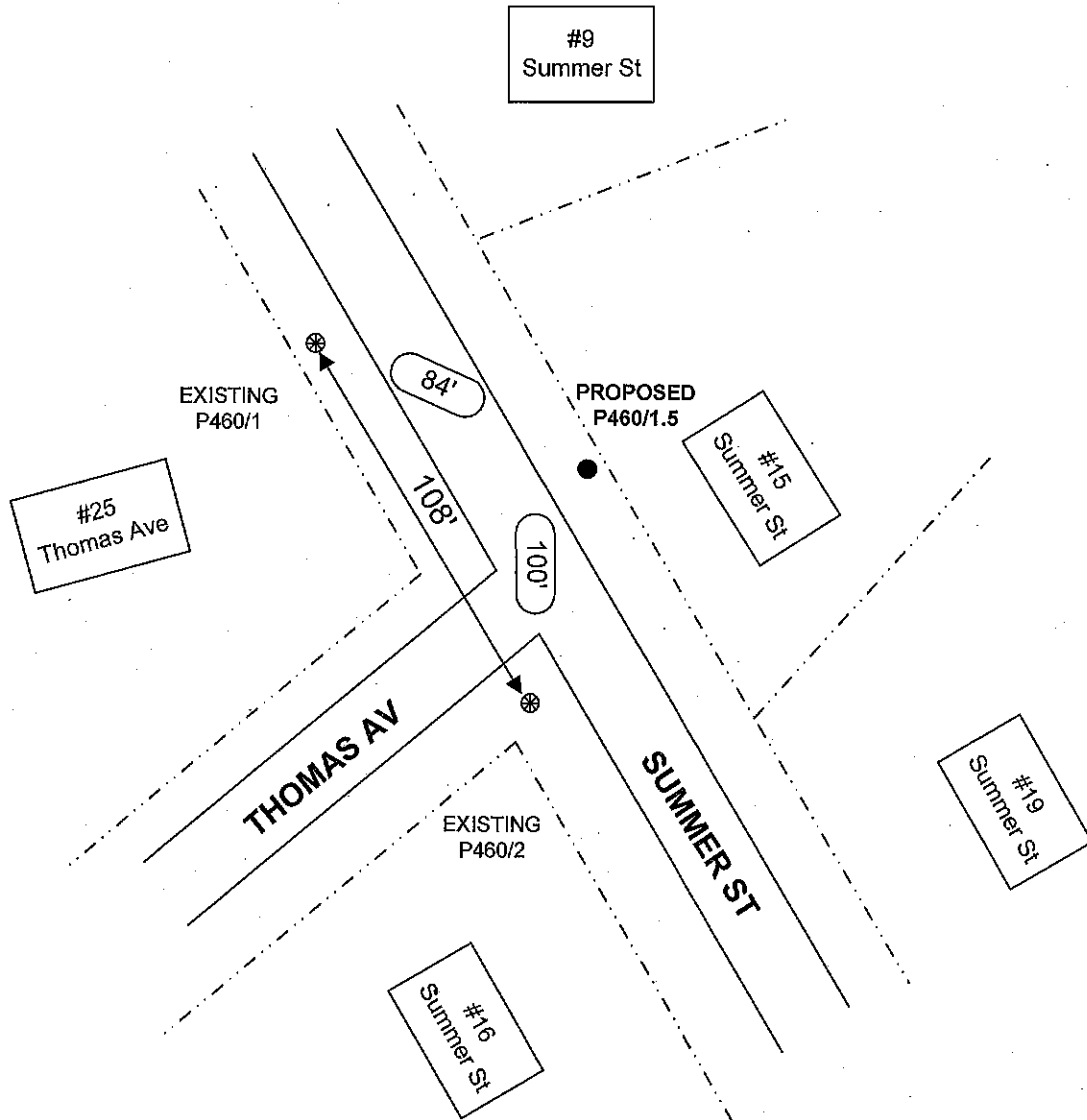 #9
Summer St
84'
EXISTING
P460/1
PROPOSED
P460/1.5
#15
Summer St
108'
#25
Thomas Ave
100'
THOMAS AV
SUMMER ST
EXISTING
P460/2
#19
Summer St
#16
Summer St